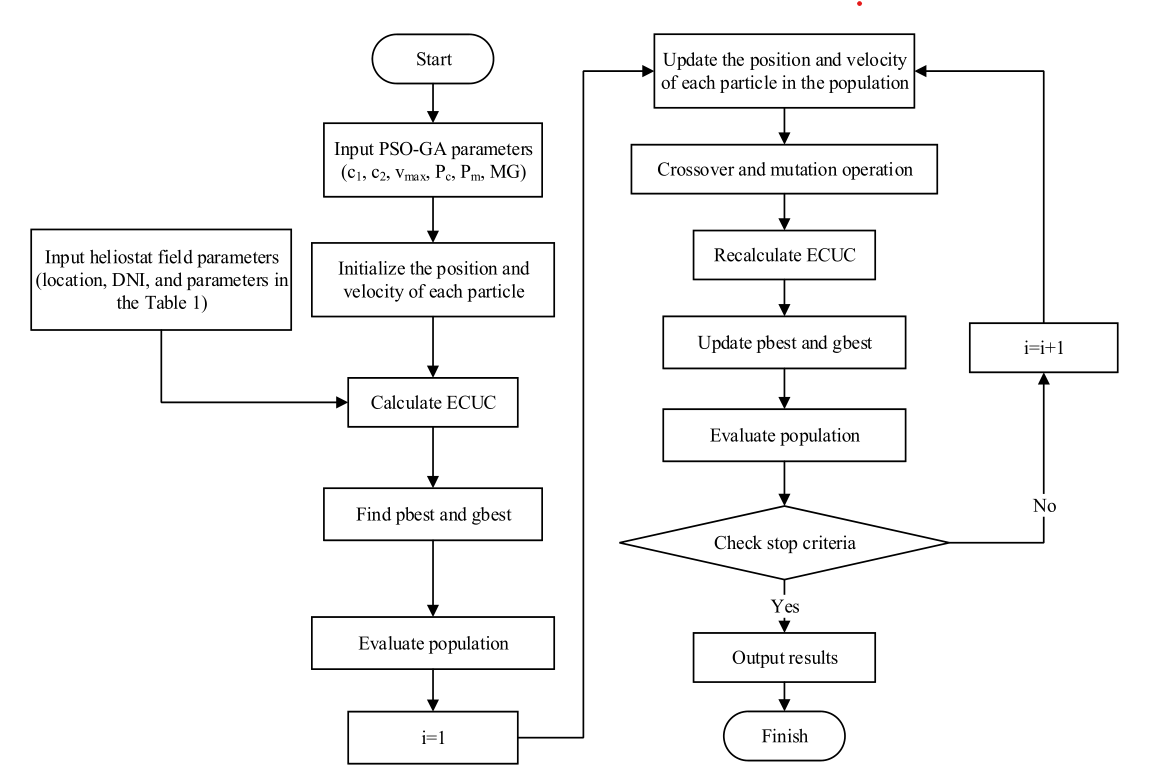 Start
Input PSO-GA parameters
(c₁, c₂, vₘₐₓ, P_c, Pₘ, MG)
Input heliostat field parameters
(location, DNI, and parameters in
the Table 1)
Initialize the position and
velocity of each particle
Calculate ECUC
Find pbest and gbest
Evaluate population
i=1
Update the position and velocity
of each particle in the population
Crossover and mutation operation
Recalculate ECUC
Update pbest and gbest
Evaluate population
Check stop criteria
No
i=i+1
Yes
Output results
Finish